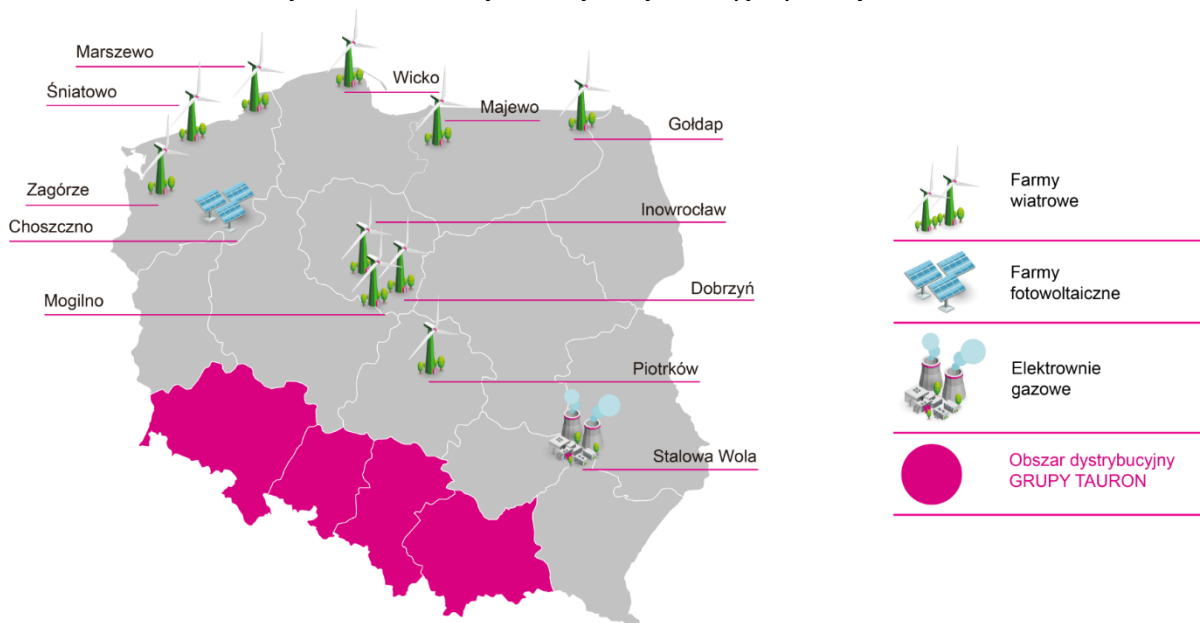 Marszewo
Śniatowo
Wicko
Majewo
Gołdap
Zagórze
Choszczno
Inowrocław
Mogilno
Dobrzyń
Piotrków
Stalowa Wola
Farmy
wiatrowe
Farmy
fotowoltaiczne
Elektrownie
gazowe
Obszar dystrybucyjny
GRUPY TAURON